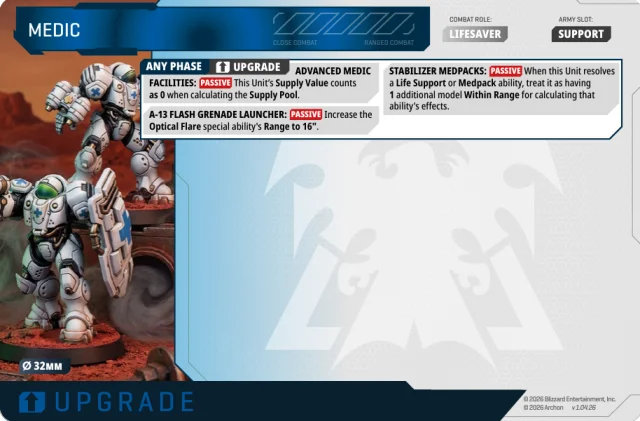 MEDIC
CLOSE COMBAT
RANGED COMBAT
COMBAT ROLE:
LIFESAVER
ARMY SLOT:
SUPPORT
ANY PHASE UPGRADE ADVANCED MEDIC
FACILITIES: PASSIVE This Unit's Supply Value counts
as 0 when calculating the Supply Pool.
A-13 FLASH GRENADE LAUNCHER: PASSIVE Increase the
Optical Flare special ability's Range to 16".
STABILIZER MEDPACKS: PASSIVE When this Unit resolves
a Life Support or Medpack ability, treat it as having
1 additional model Within Range for calculating that
ability's effects.
Ø 32MM
UPGRADE
© 2026 Blizzard Entertainment, Inc.
© 2026 Archon v 1.04.26